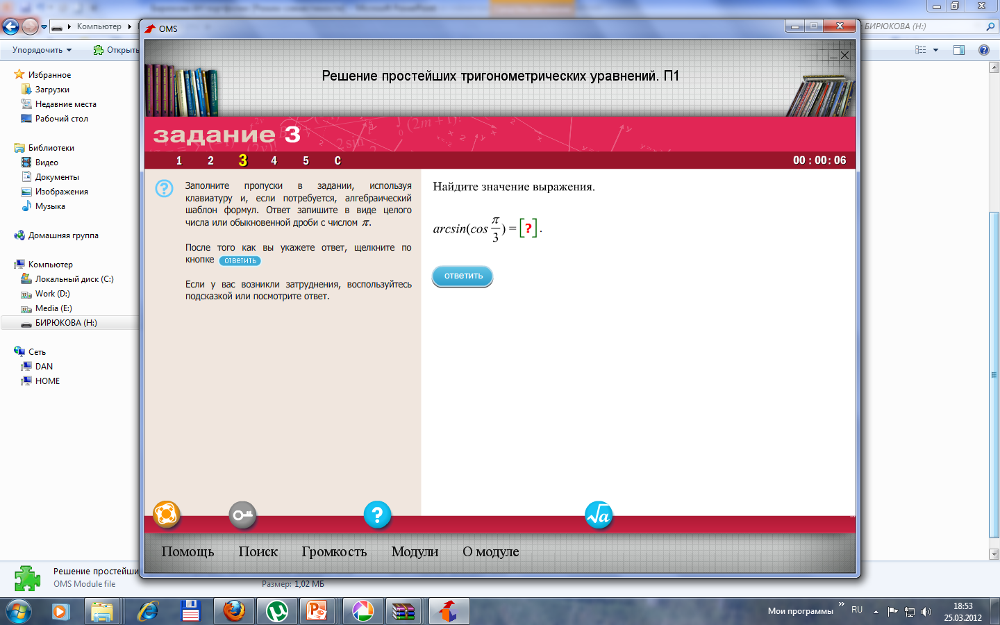 Компьютер
БИРЮКОВА (H:)
OMS
Упорядочить
Открыть
Решение простейших тригонометрических уравнений. П1
задание 3
1 2 3 4 5 С
00 : 00: 06
Избранное
Загрузки
Недавние места
Рабочий стол
Библиотеки
Видео
Документы
Изображения
Музыка
Домашняя группа
Компьютер
Локальный диск (C:)
Work (D:)
Media (E:)
БИРЮКОВА (H:)
Сеть
DAN
HOME
Заполните пропуски в задании, используя
клавиатуру и, если потребуется, алгебраический
шаблон формул. Ответ запишите в виде целого
числа или обыкновенной дроби с числом π.
После того как вы укажете ответ, щелкните по
кнопке ответить
Если у вас возникли затруднения, воспользуйтесь
подсказкой или посмотрите ответ.
Найдите значение выражения.
arcsin(cos π/3) = [?].
ответить
Помощь Поиск Громкость Модули О модуле
Решение простейши
OMS Module file
Размер: 1,02 МБ
Мои программы
RU
18:53
25.03.2012